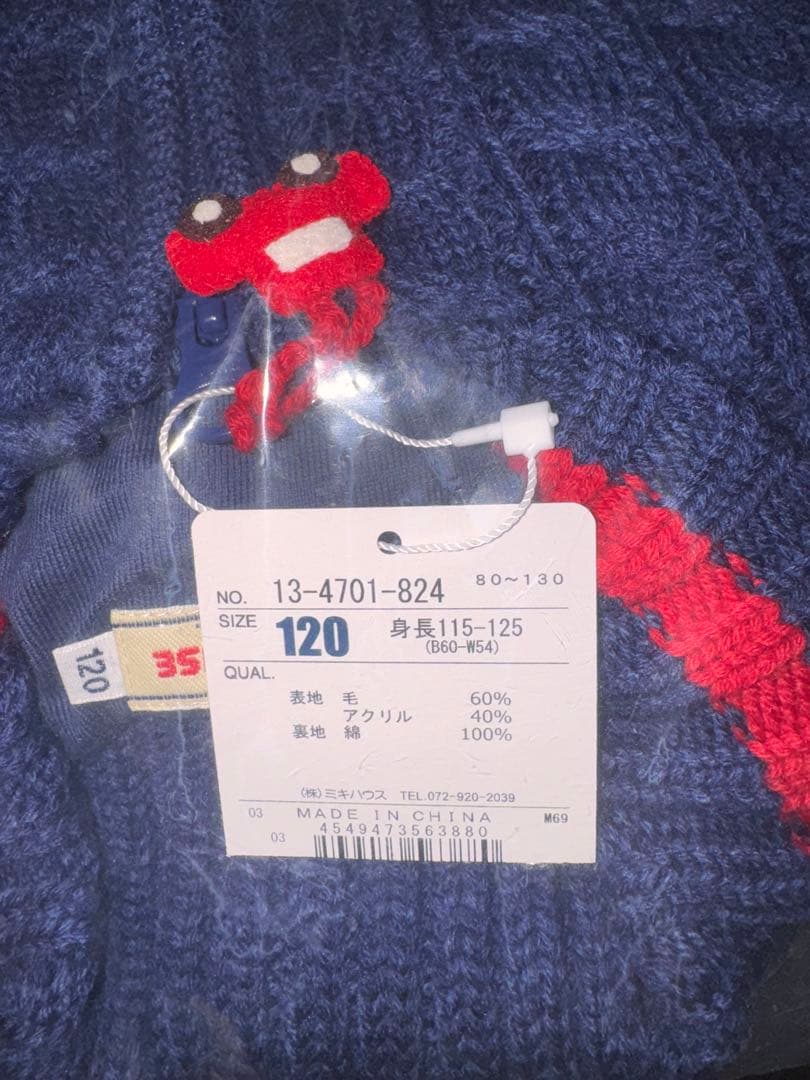 NO. 13-4701-824 80~130
SIZE 120 身長115-125
(B60-W54)
QUAL.
表地 毛 60%
アクリル 40%
裏地 綿 100%
(株)ミキハウス TEL.072-920-2039
03 MADE IN CHINA M69
03 4549473563880
120